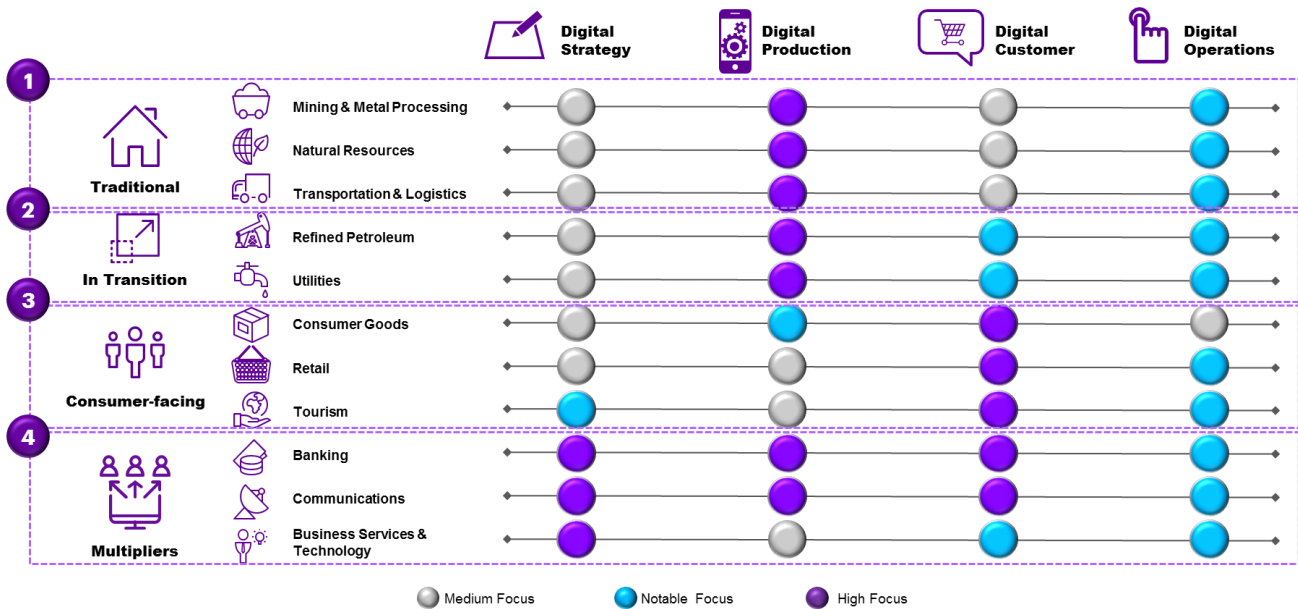 Digital
Strategy
Digital
Production
Digital
Customer
Digital
Operations
1
Traditional
Mining & Metal Processing
Natural Resources
Transportation & Logistics
2
In Transition
Refined Petroleum
Utilities
3
Consumer-facing
Consumer Goods
Retail
Tourism
4
Multipliers
Banking
Communications
Business Services &
Technology
Medium Focus
Notable Focus
High Focus